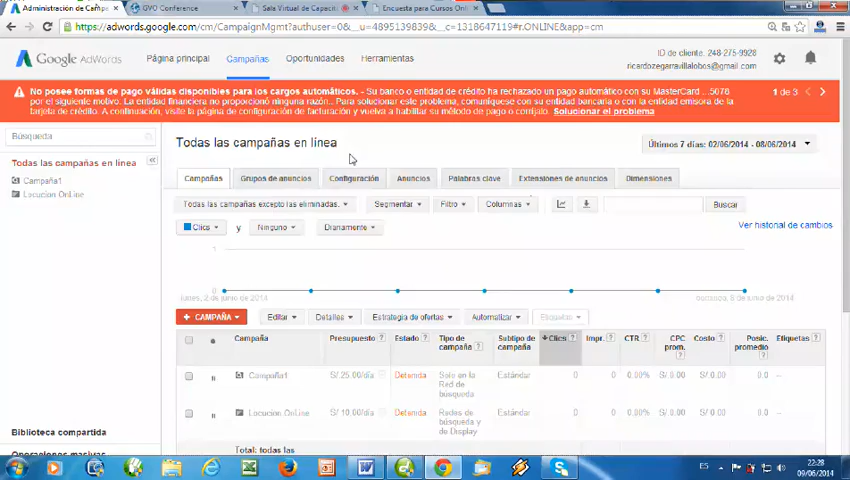 Administración de Campa
GVO Conference
Sala Virtual de Capacit
Encuesta para Cursos Onli
https://adwords.google.com/cm/CampaignMgmt?authuser=0&__u=4895139839&__c=1318647119#r.ONLINE&app=cm
Google AdWords
Página principal
Campañas
Oportunidades
Herramientas
ID de cliente. 248-275-9928
ricardozegarravillalobos@gmail.com
No posee formas de pago válidas disponibles para los cargos automáticos. - Su banco o entidad de crédito ha rechazado un pago automático con su MasterCard ...5078
por el siguiente motivo. La entidad financiera no proporcionó ninguna razón.. Para solucionar este problema, comuníquese con su entidad bancaria o con la entidad emisora de la
tarjeta de crédito. A continuación, visite la página de configuración de facturación y vuelva a habilitar su método de pago o corríjalo. Solucionar el problema
1 de 3
Búsqueda
Todas las campañas en línea
Campaña1
Locucion OnLine
Todas las campañas en línea
Últimos 7 días: 02/06/2014 - 08/06/2014
Campañas
Grupos de anuncios
Configuración
Anuncios
Palabras clave
Extensiones de anuncios
Dimensiones
Todas las campañas excepto las eliminadas.
Segmentar
Filtro
Columnas
Buscar
Clics
y
Ninguno
Diariamente
Ver historial de cambios
1
lunes, 2 de junio de 2014
domingo, 8 de junio de 2014
+ CAMPAÑA
Editar
Detalles
Estrategia de ofertas
Automatizar
Etiquetas
Campaña
Presupuesto ?
Estado ?
Tipo de campaña ?
Subtipo de campaña
Clics ?
Impr. ?
CTR ?
CPC prom. ?
Costo ?
Posic. promedio ?
Etiquetas ?
Campaña1
S/.25.00/día
Detenida
Solo en la Red de búsqueda
Estándar
0
0
0.00%
S/.0.00
S/.0.00
0.0
--
Locucion OnLine
S/.10.00/día
Detenida
Redes de búsqueda y de Display
Estándar
0
0
0.00%
S/.0.00
S/.0.00
0.0
--
Total: todas las
Biblioteca compartida
Operaciones masivas
ES
22:28
09/06/2014